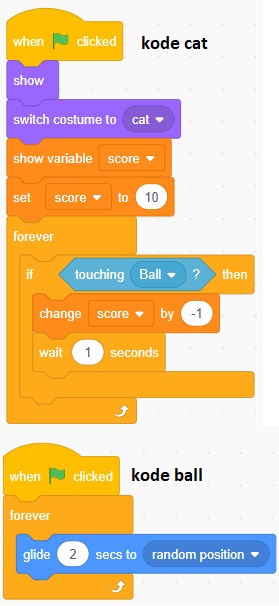 when clicked kode cat
show
switch costume to cat
show variable score
set score to 10
forever
if touching Ball ? then
change score by -1
wait 1 seconds
when clicked kode ball
forever
glide 2 secs to random position